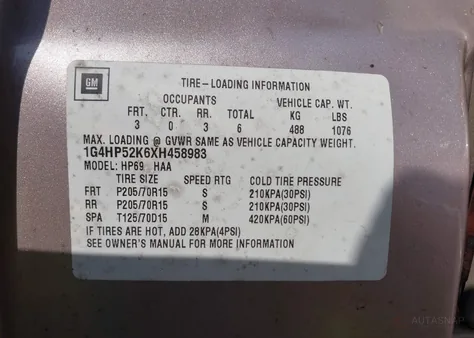 GM
TIRE-LOADING INFORMATION
OCCUPANTS VEHICLE CAP. WT.
FRT. CTR. RR. TOTAL KG LBS
3 0 3 6 488 1076
MAX. LOADING @ GVWR SAME AS VEHICLE CAPACITY WEIGHT.
1G4HP52K6XH458983
MODEL: HP69 HAA
TIRE SIZE SPEED RTG COLD TIRE PRESSURE
FRT P205/70R15 S 210KPA(30PSI)
RR P205/70R15 S 210KPA(30PSI)
SPA T125/70D15 M 420KPA(60PSI)
IF TIRES ARE HOT, ADD 28KPA(4PSI)
SEE OWNER'S MANUAL FOR MORE INFORMATION
AUTASNAP